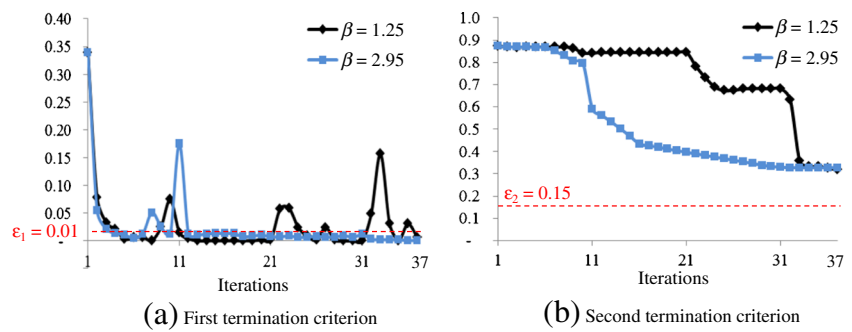 0.40
0.35
0.30
0.25
0.20
0.15
0.10
0.05
-
ε₁ = 0.01
β = 1.25
β = 2.95
1 11 21 31 37
Iterations
(a) First termination criterion
1.0
0.9
0.8
0.7
0.6
0.5
0.4
0.3
0.2
0.1
-
ε₂ = 0.15
β = 1.25
β = 2.95
1 11 21 31 37
Iterations
(b) Second termination criterion